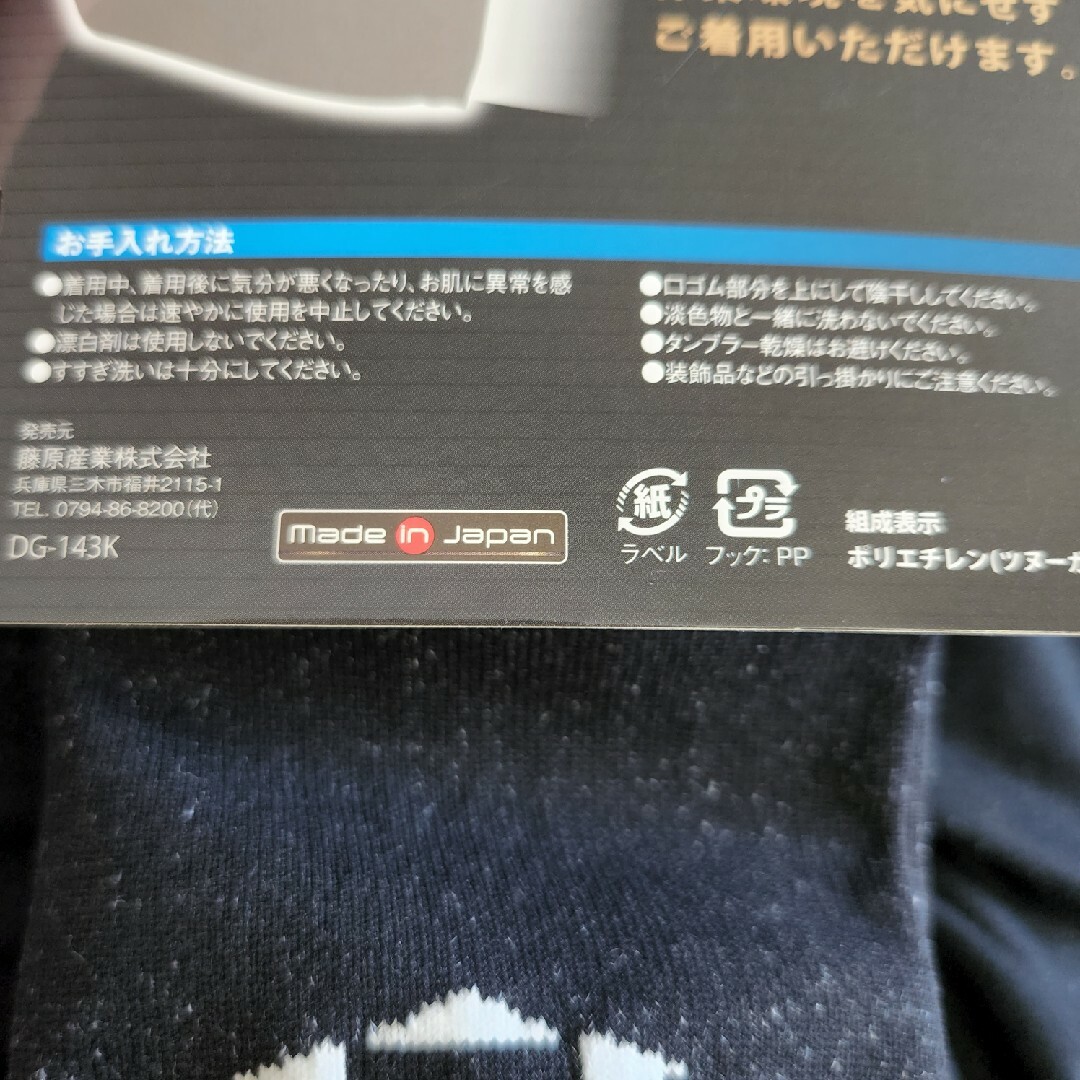 を気にせず
ご着用いただけます。
お手入れ方法
●着用中、着用後に気分が悪くなったり、お肌に異常を感
じた場合は速やかに使用を中止してください。
●漂白剤は使用しないでください。
●すすぎ洗いは十分にしてください。
●口ゴム部分を上にして陰干ししてください。
●淡色物と一緒に洗わないでください。
●タンブラー乾燥はお避けください。
●装飾品などの引っ掛かりにご注意ください。
発売元
藤原産業株式会社
兵庫県三木市福井2115-1
TEL. 0794-86-8200(代)
DG-143K
Made in Japan
紙
ラベル
プラ
フック: PP
組成表示
ポリエチレン(ツヌーガ